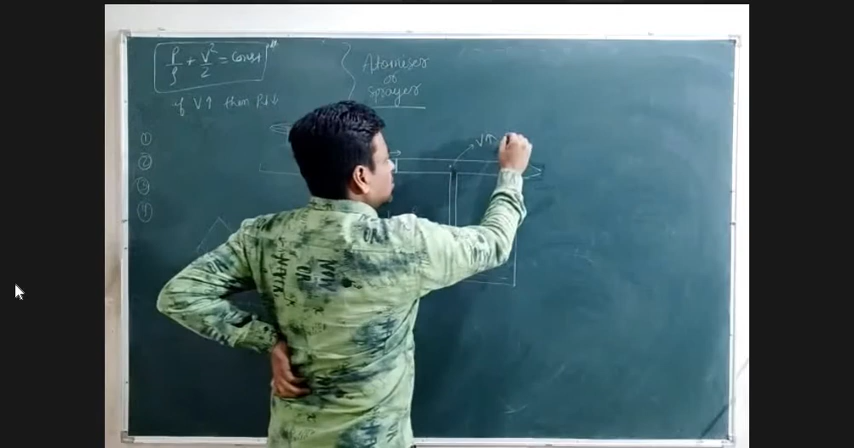 P/ρ + V²/2 = const
if V↑ then P↓
Atomiser
or
sprayer
①
②
③
④
V↑